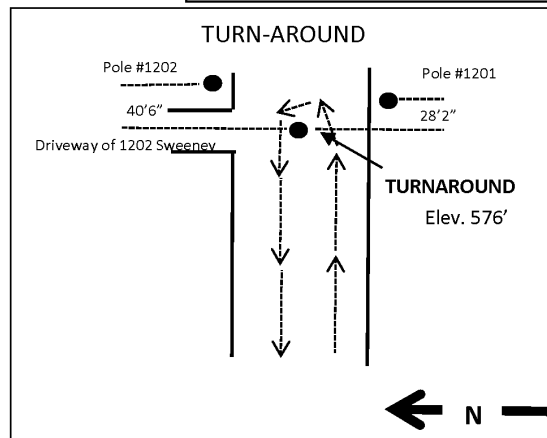 TURN-AROUND
Pole #1202
Pole #1201
40'6"
28'2"
Driveway of 1202 Sweeney
TURNAROUND
Elev. 576'
N